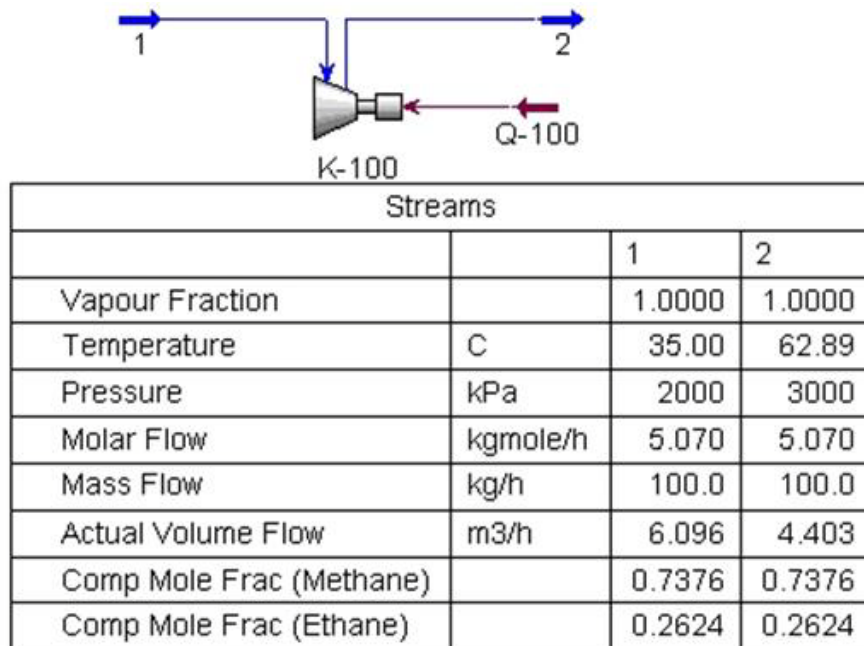 1
2
Q-100
K-100
Streams
1 2
Vapour Fraction 1.0000 1.0000
Temperature C 35.00 62.89
Pressure kPa 2000 3000
Molar Flow kgmole/h 5.070 5.070
Mass Flow kg/h 100.0 100.0
Actual Volume Flow m3/h 6.096 4.403
Comp Mole Frac (Methane) 0.7376 0.7376
Comp Mole Frac (Ethane) 0.2624 0.2624